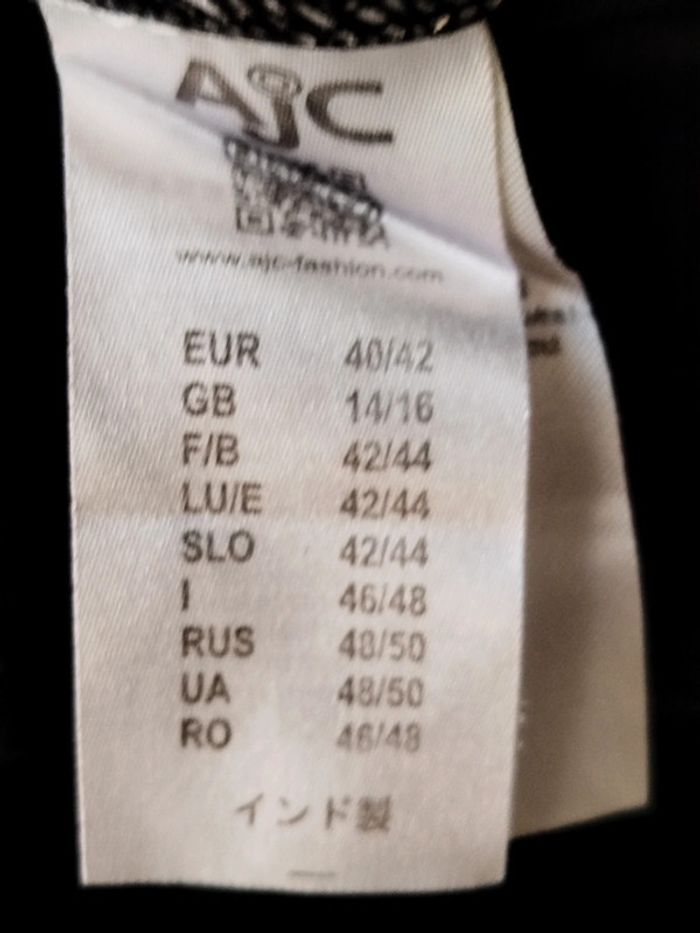 AJC
www.ajc-fashion.com
EUR 40/42
GB 14/16
F/B 42/44
LU/E 42/44
SLO 42/44
I 46/48
RUS 48/50
UA 48/50
RO 46/48
インド製